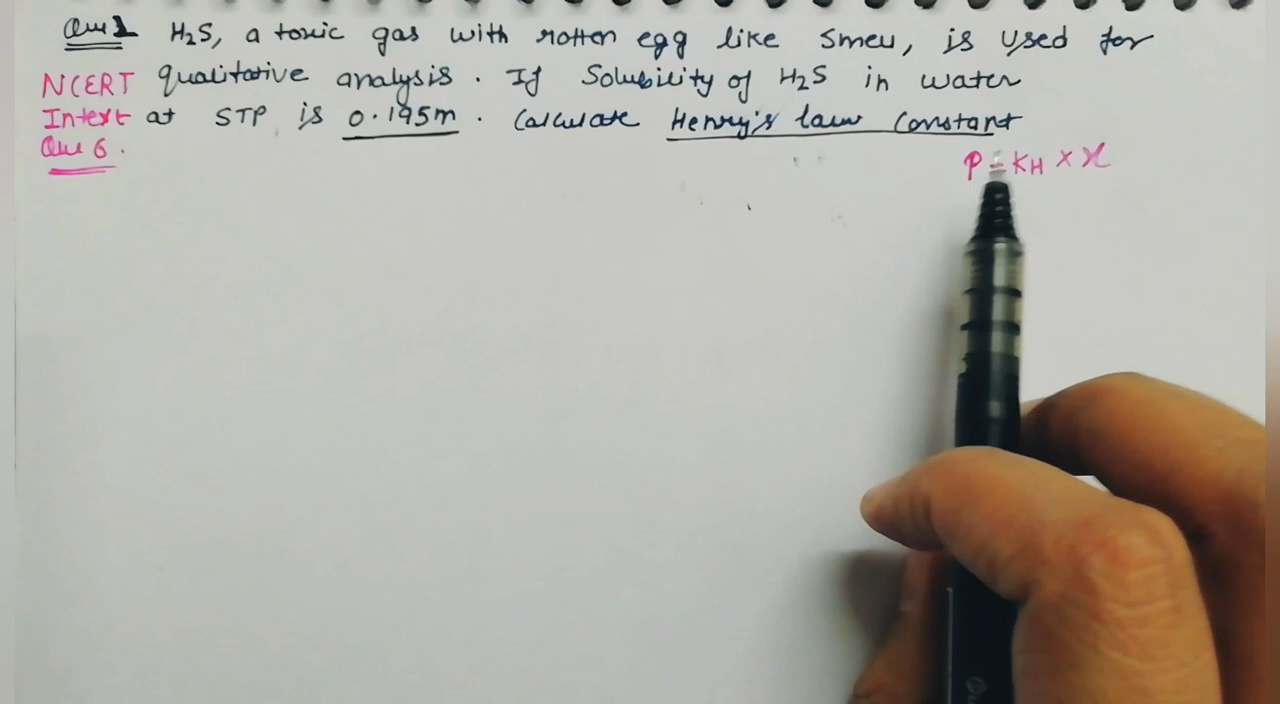 Que 1 H₂S, a toxic gas with rotten egg like smell, is used for
NCERT qualitative analysis. If Solubility of H₂S in water
Intext at STP is 0.195m. Calculate Henry's law Constant
Que 6.
P = KH × x